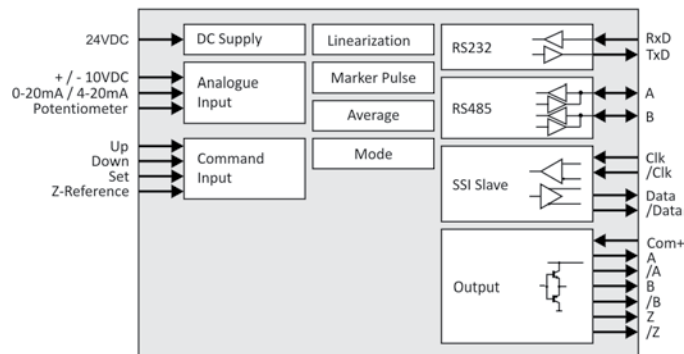 24VDC
DC Supply
Linearization
RS232
RxD
TxD
+ / - 10VDC
0-20mA / 4-20mA
Potentiometer
Analogue
Input
Marker Pulse
Average
RS485
A
B
Up
Down
Set
Z-Reference
Command
Input
Mode
SSI Slave
Clk
/Clk
Data
/Data
Output
Com+
A
/A
B
/B
Z
/Z